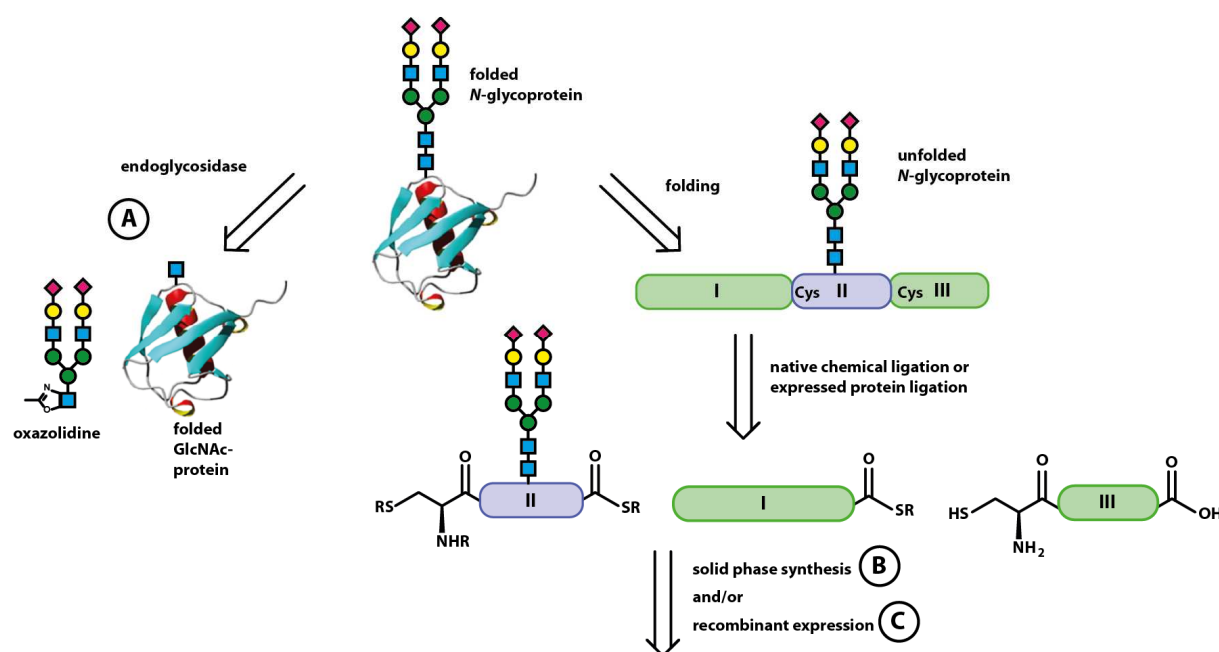 folded
N-glycoprotein
endoglycosidase
A
folding
unfolded
N-glycoprotein
I
Cys
II
Cys
III
N
O
oxazolidine
folded
GlcNAc-
protein
native chemical ligation or
expressed protein ligation
RS
O
NHR
II
O
SR
I
O
SR
HS
O
NH2
III
O
OH
solid phase synthesis B
and/or
recombinant expression C